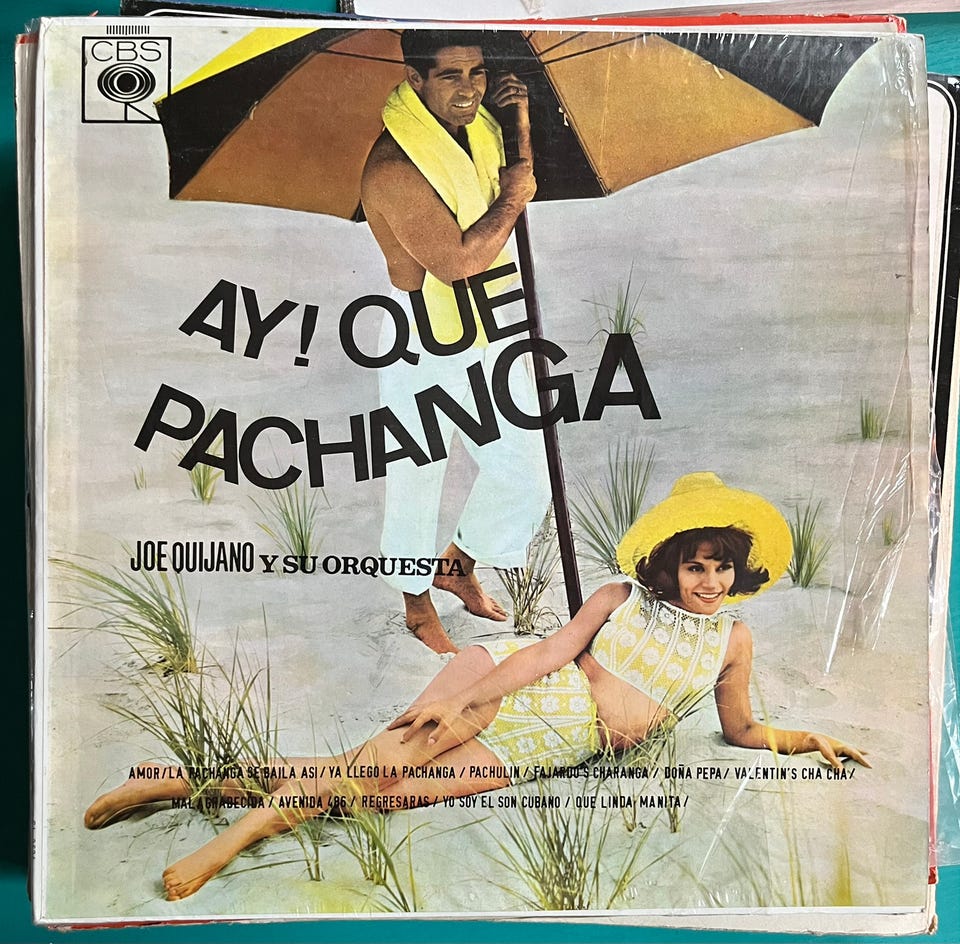 CBS
AY! QUE
PACHANGA
JOE QUIJANO Y SU ORQUESTA
AMOR/LA PACHANGA SE BAILA ASI/YA LLEGO LA PACHANGA/PACHULIN/FAJARDO'S CHARANGA/DOÑA PEPA/VALENTIN'S CHA CHA/
MAL AGRADECIDA/AVENIDA 486/REGRESARAS/YO SOY EL SON CUBANO/QUE LINDA MANITA/